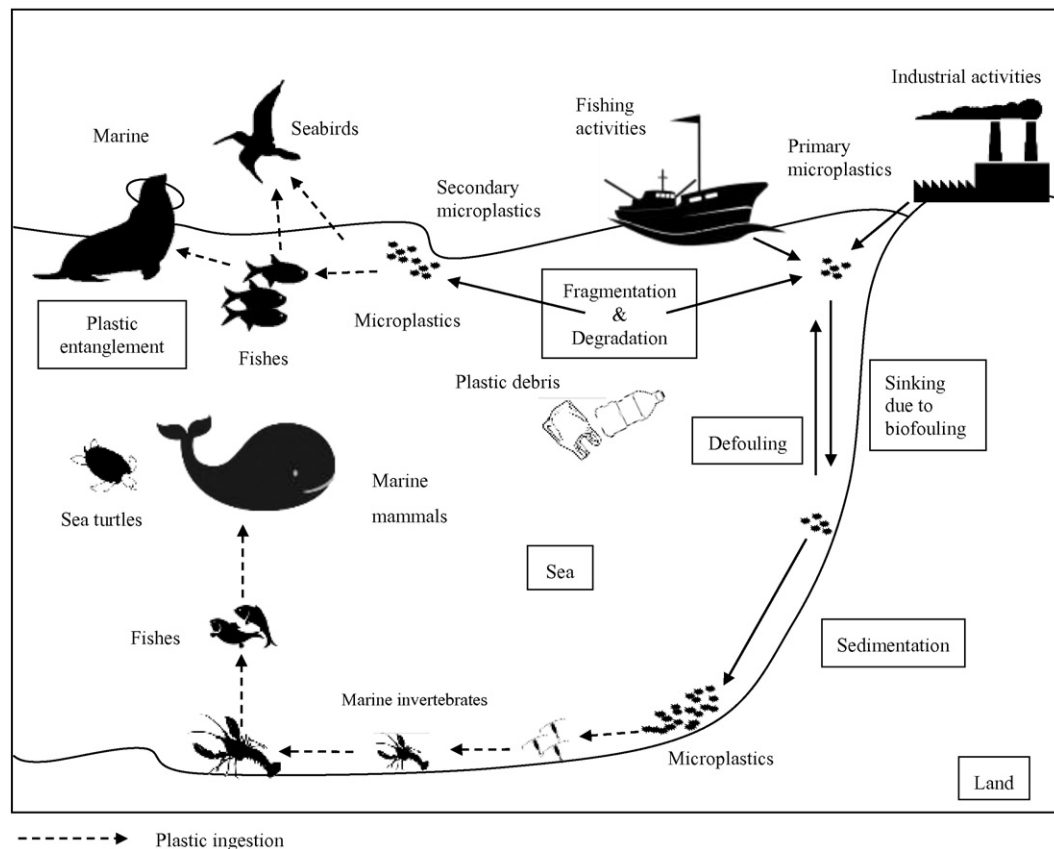 Industrial activities
Fishing
activities
Seabirds
Marine
Primary
microplastics
Secondary
microplastics
Fragmentation
&
Degradation
Plastic
entanglement
Microplastics
Fishes
Plastic debris
Sinking
due to
biofouling
Defouling
Marine
mammals
Sea turtles
Sea
Fishes
Sedimentation
Marine invertebrates
Microplastics
Land
Plastic ingestion